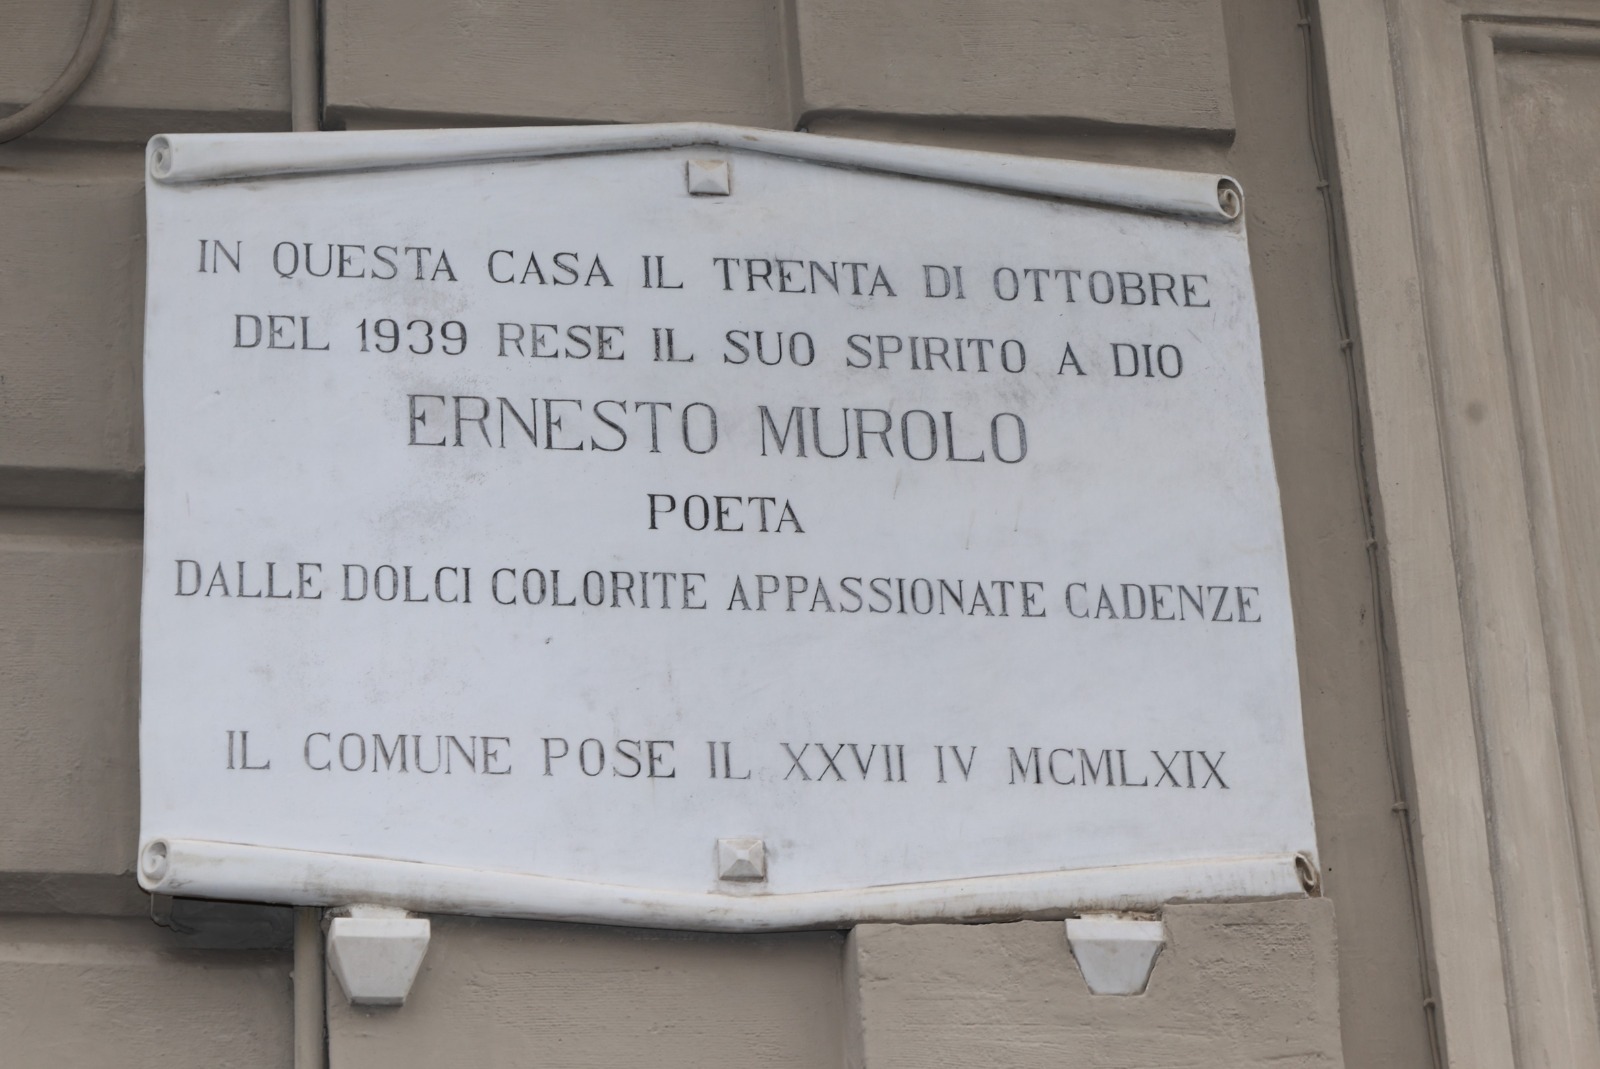 IN QUESTA CASA IL TRENTA DI OTTOBRE
DEL 1939 RESE IL SUO SPIRITO A DIO
ERNESTO MUROLO
POETA
DALLE DOLCI COLORITE APPASSIONATE CADENZE
IL COMUNE POSE IL XXVII IV MCMLXIX